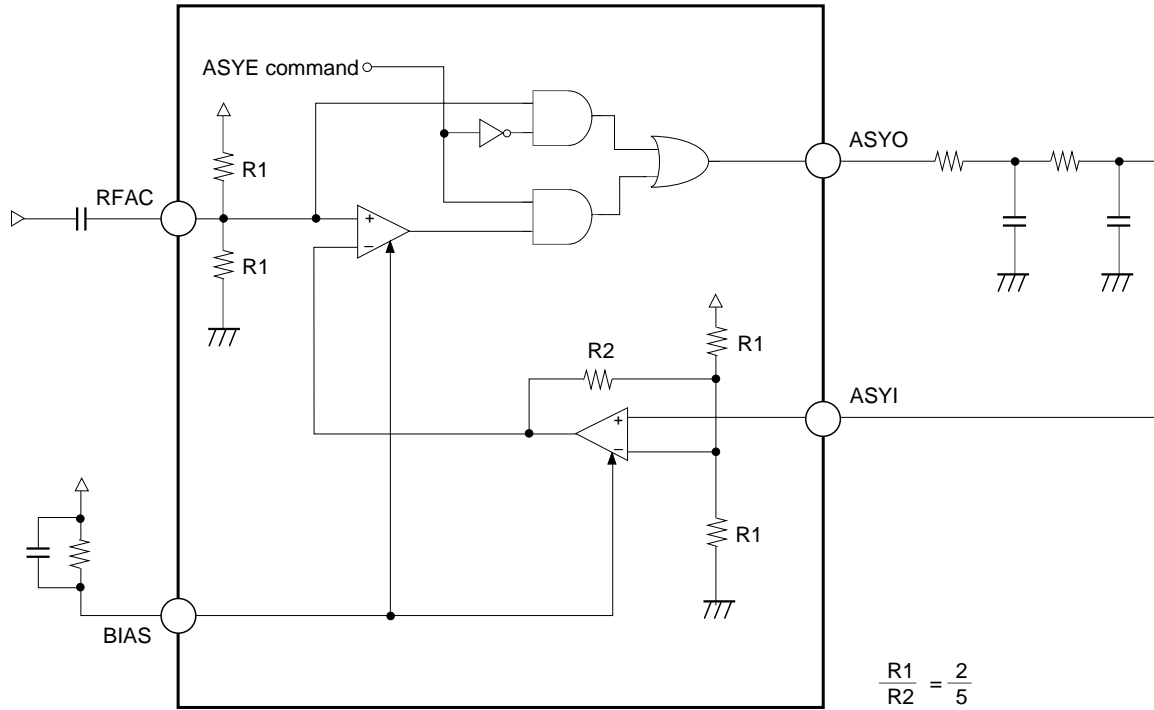 ASYE command
ASYO
R1
RFAC
+
−
R1
R2
R1
ASYI
+
−
R1
BIAS
R1
R2
=
2
5